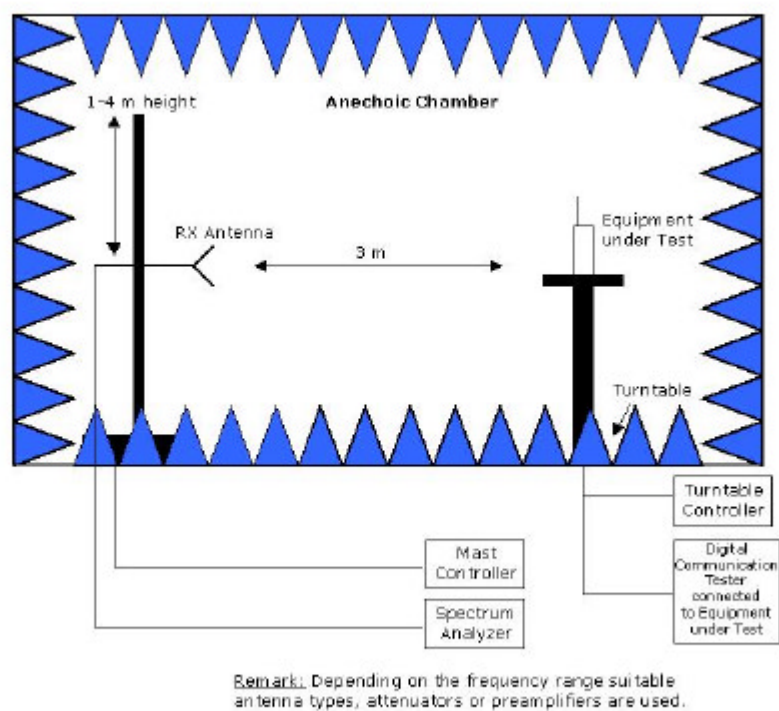 1-4 m height
Anechoic Chamber
RX Antenna
Equipment
under Test
3 m
Turntable
Turntable
Controller
Mast
Controller
Digital
Communication
Tester
connected
to Equipment
under Test
Spectrum
Analyzer
Remark: Depending on the frequency range suitable
antenna types, attenuators or preamplifiers are used.